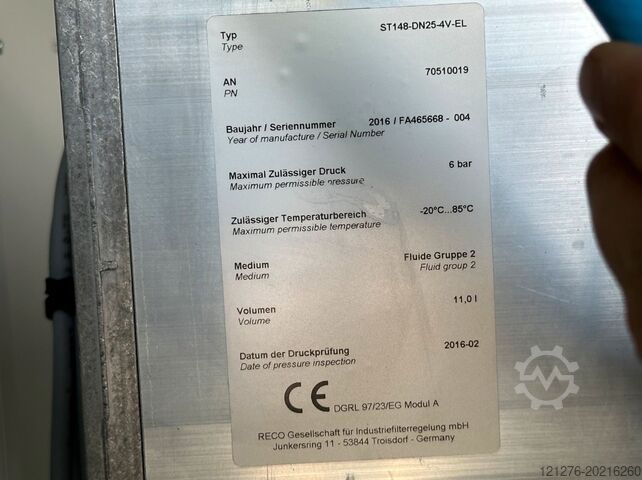 Typ ST148-DN25-4V-EL
Type
AN 70510019
PN
Baujahr / Seriennummer 2016 / FA465668 - 004
Year of manufacture / Serial Number
Maximal Zulässiger Druck 6 bar
Maximum permissible pressure
Zulässiger Temperaturbereich -20°C...85°C
Maximum permissible temperature
Medium Fluide Gruppe 2
Medium Fluid group 2
Volumen 11,0 l
Volume
Datum der Druckprüfung 2016-02
Date of pressure inspection
CE DGRL 97/23/EG Modul A
RECO Gesellschaft für Industriefilterregelung mbH
Junkersring 11 - 53844 Troisdorf - Germany
121276-20216260